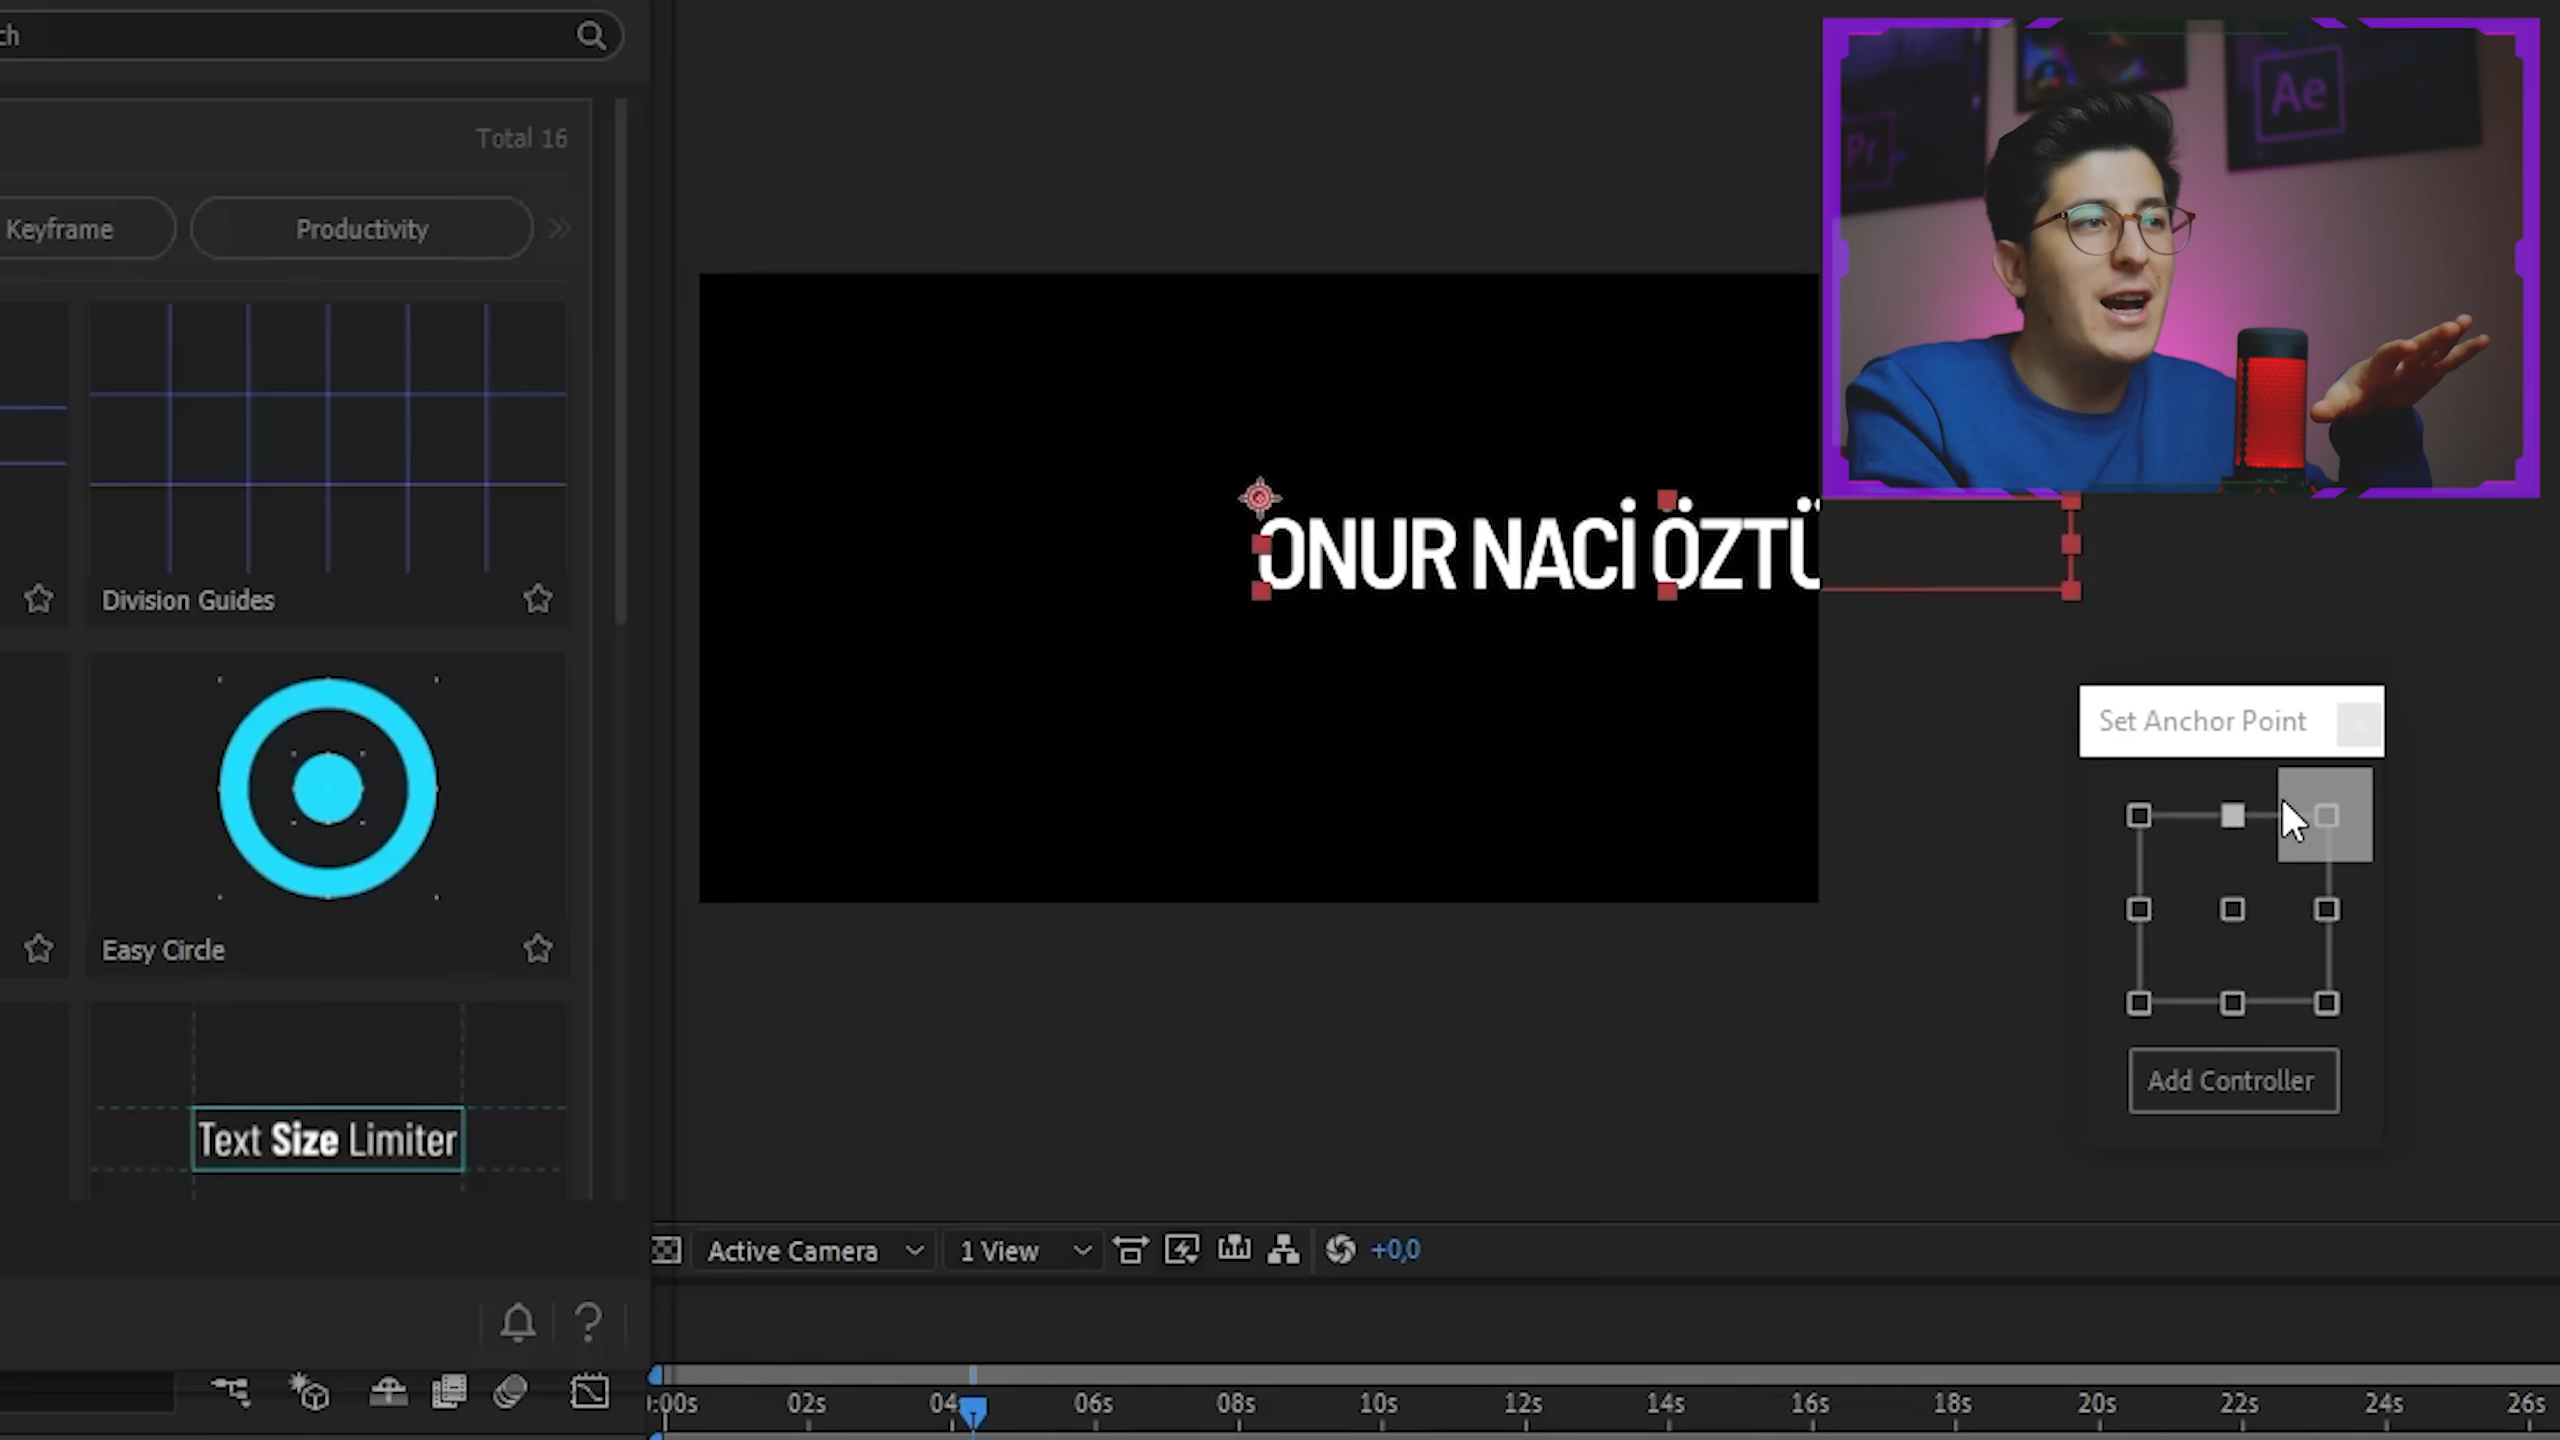 ch
Total 16
Keyframe
Productivity
Division Guides
Easy Circle
Text Size Limiter
Pr
Ae
ONUR NACİ ÖZTÜ
Set Anchor Point
Add Controller
Active Camera
1 View
+0,0
:00s 02s 04s 06s 08s 10s 12s 14s 16s 18s 20s 22s 24s 26s